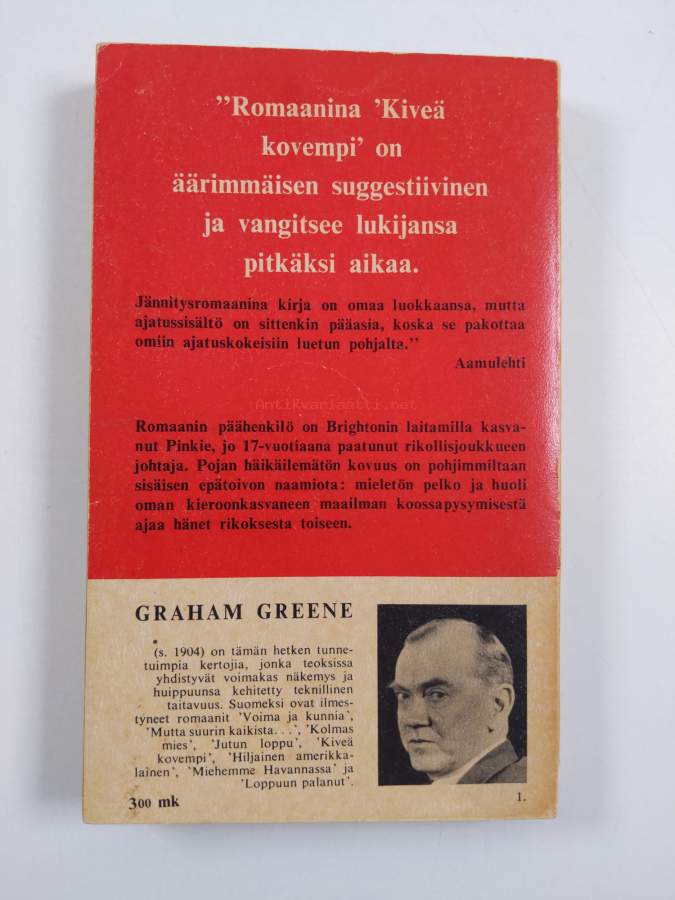 ”Romaanina ’Kiveä
kovempi’ on
äärimmäisen suggestiivinen
ja vangitsee lukijansa
pitkäksi aikaa.
Jännitysromaanina kirja on omaa luokkaansa, mutta
ajatussisältö on sittenkin pääasia, koska se pakottaa
omiin ajatuskokeisiin luetun pohjalta.”
Aamulehti
Antikvariaatti.net
Romaanin päähenkilö on Brightonin laitamilla kasva-
nut Pinkie, jo 17-vuotiaana paatunut rikollisjoukkueen
johtaja. Pojan häikäilemätön kovuus on pohjimmiltaan
sisäisen epätoivon naamiota: mieletön pelko ja huoli
oman kieroonkasvaneen maailman koossapysymisestä
ajaa hänet rikoksesta toiseen.
GRAHAM GREENE
(s. 1904) on tämän hetken tunne-
tuimpia kertojia, jonka teoksissa
yhdistyvät voimakas näkemys ja
huippuunsa kehitetty teknillinen
taitavuus. Suomeksi ovat ilmes-
tyneet romaanit ’Voima ja kunnia’,
’Mutta suurin kaikista...’, ’Kolmas
mies’, ’Jutun loppu’, ’Kiveä
kovempi’, ’Hiljainen amerikka-
lainen’, ’Miehemme Havannassa’ ja
’Loppuun palanut’.
300 mk
1.